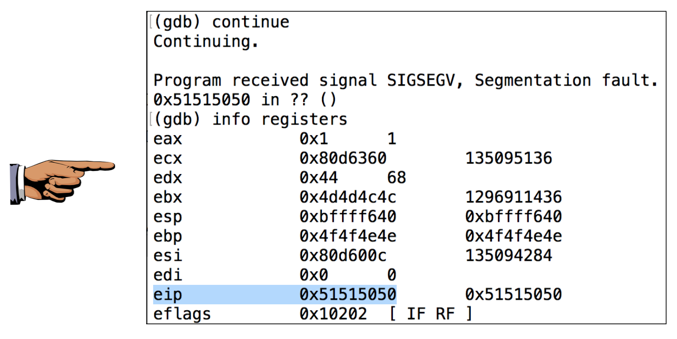 (gdb) continue
Continuing.
Program received signal SIGSEGV, Segmentation fault.
0x51515050 in ?? ()
(gdb) info registers
eax 0x1 1
ecx 0x80d6360 135095136
edx 0x44 68
ebx 0x4d4d4c4c 1296911436
esp 0xbffff640 0xbffff640
ebp 0x4f4f4e4e 0x4f4f4e4e
esi 0x80d600c 135094284
edi 0x0 0
eip 0x51515050 0x51515050
eflags 0x10202 [ IF RF ]